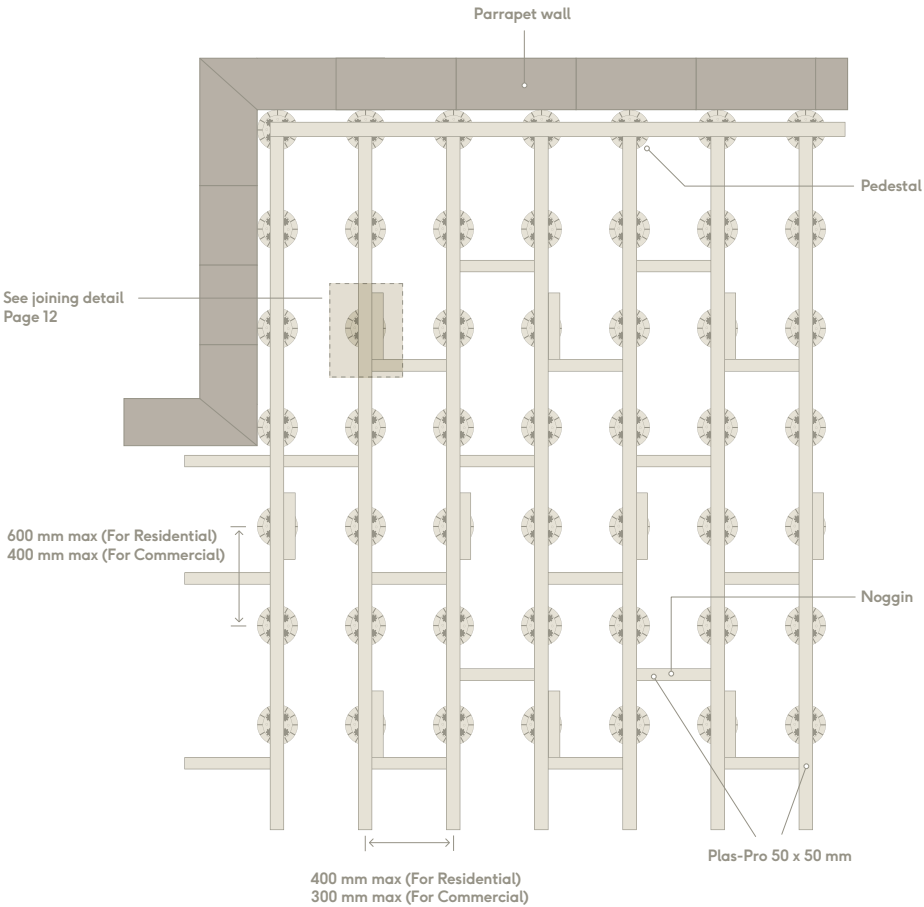 Parrapet wall
Pedestal
See joining detail
Page 12
600 mm max (For Residential)
400 mm max (For Commercial)
Noggin
Plas-Pro 50 x 50 mm
400 mm max (For Residential)
300 mm max (For Commercial)